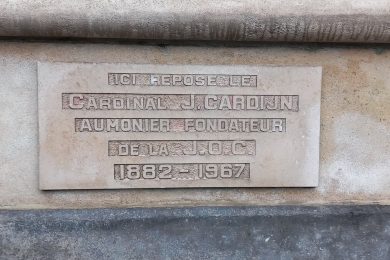 ICI REPOSE LE
CARDINAL J. CARDIJN
AUMONIER FONDATEUR
DE LA J.O.C
1882-1967